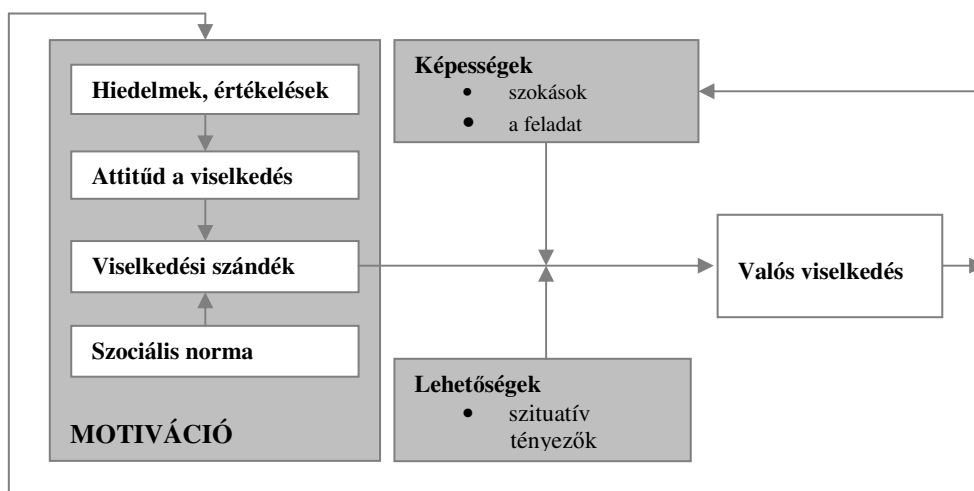 Hiedelmek, értékelések
Attitűd a viselkedés
Viselkedési szándék
Szociális norma
MOTIVÁCIÓ
Képességek
• szokások
• a feladat
Lehetőségek
• szituatív
tényezők
Valós viselkedés